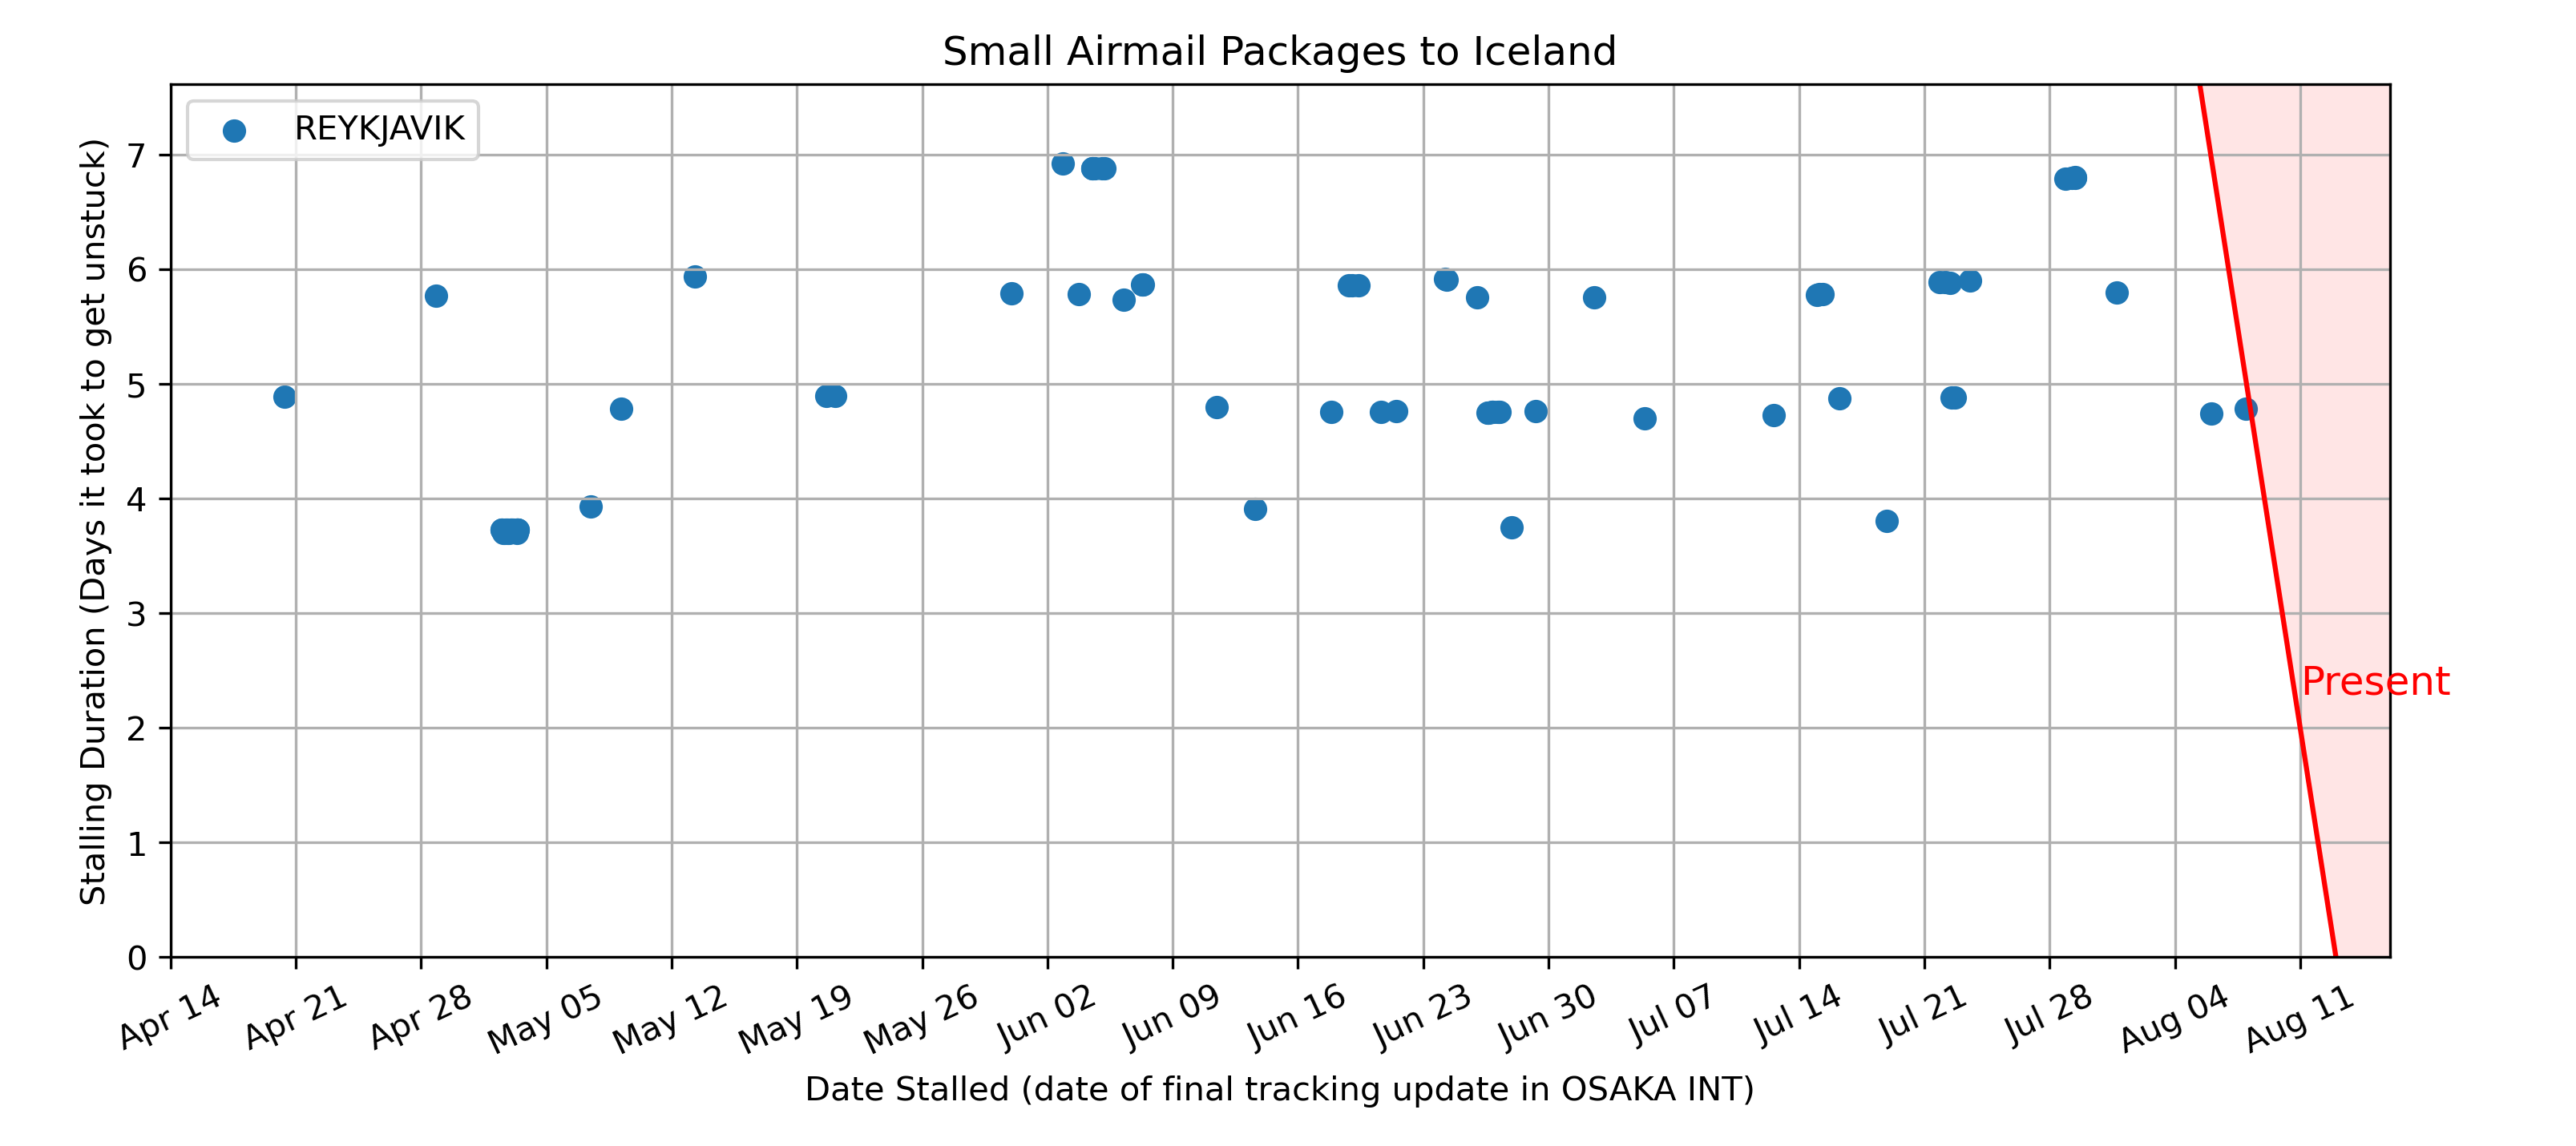 Small Airmail Packages to Iceland
REYKJAVIK
Stalling Duration (Days it took to get unstuck)
7
6
5
4
3
2
1
0
Present
Apr 14 Apr 21 Apr 28 May 05 May 12 May 19 May 26 Jun 02 Jun 09 Jun 16 Jun 23 Jun 30 Jul 07 Jul 14 Jul 21 Jul 28 Aug 04 Aug 11
Date Stalled (date of final tracking update in OSAKA INT)